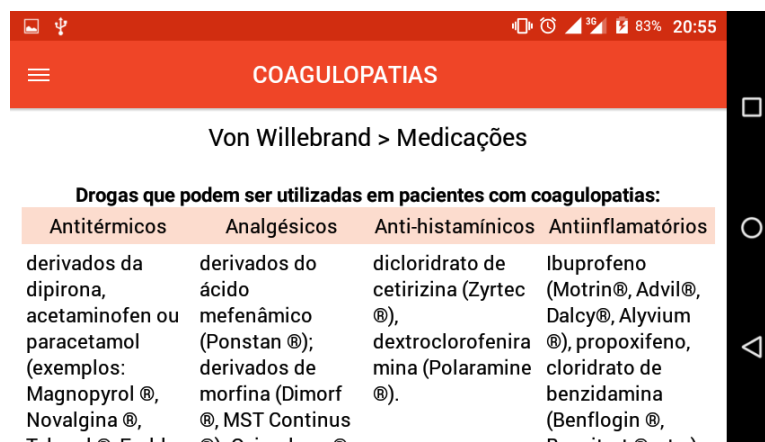 3G 83% 20:55
COAGULOPATIAS
Von Willebrand > Medicações
Drogas que podem ser utilizadas em pacientes com coagulopatias:
Antitérmicos Analgésicos Anti-histamínicos Antiinflamatórios
derivados da
dipirona,
acetaminofen ou
paracetamol
(exemplos:
Magnopyrol ®,
Novalgina ®,
derivados do
ácido
mefenâmico
(Ponstan ®);
derivados de
morfina (Dimorf
®, MST Continus
dicloridrato de
cetirizina (Zyrtec
®),
dextroclorofenira
mina (Polaramine
®).
Ibuprofeno
(Motrin®, Advil®,
Dalcy®, Alyvium
®), propoxifeno,
cloridrato de
benzidamina
(Benflogin ®,